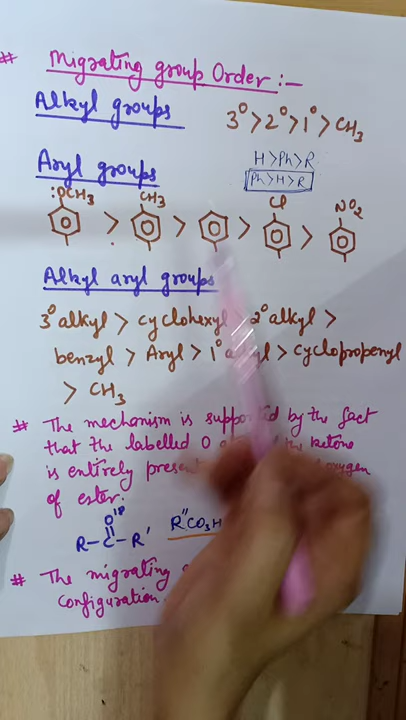 # Migrating group Order :-
Alkyl groups 3° > 2° > 1° > CH3
Aryl groups
H > Ph > R
Ph > H > R
:OCH3 CH3 Cl NO2
> > > >
Alkyl aryl groups
3° alkyl > cyclohexyl > 2° alkyl >
benzyl > Aryl > 1° > cyclopropenyl
> CH3
# The mechanism is supported by the fact
that the labelled O the ketone
is entirely present oxygen
of ester.
O18
R-C-R' R"CO3H
# The migrating
configuration.